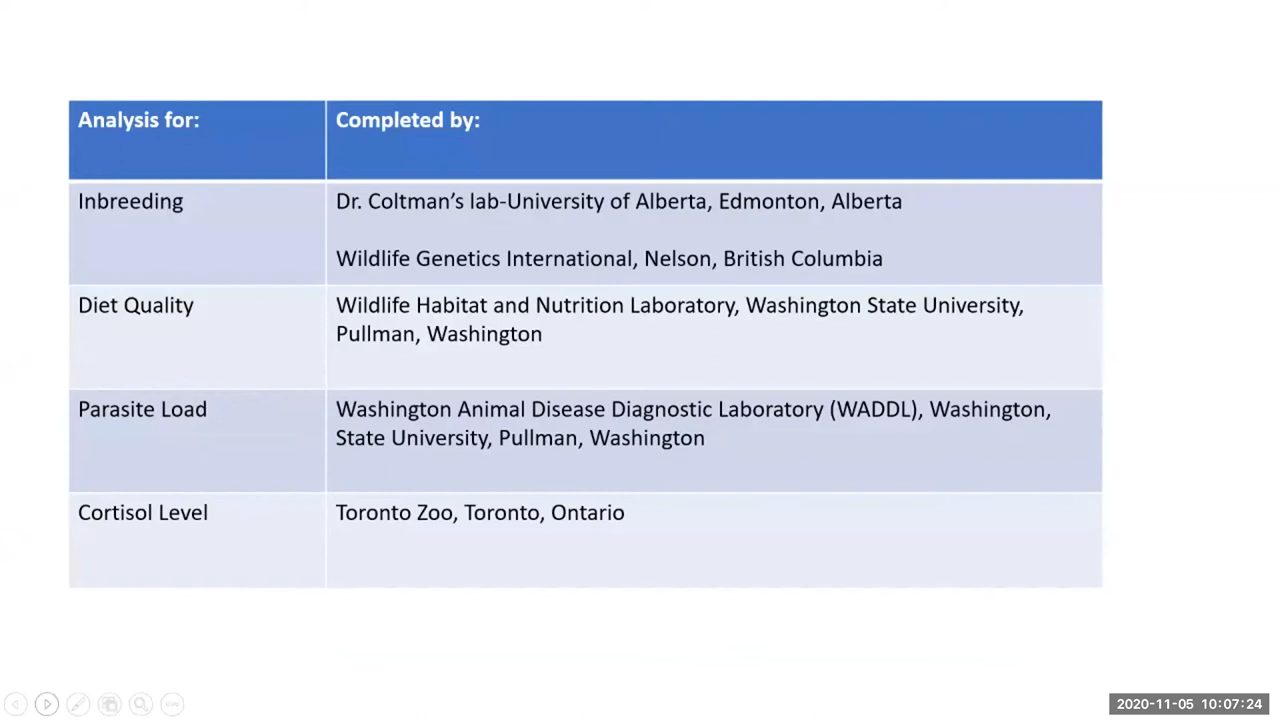 Analysis for:
Completed by:
Inbreeding
Dr. Coltman’s lab-University of Alberta, Edmonton, Alberta
Wildlife Genetics International, Nelson, British Columbia
Diet Quality
Wildlife Habitat and Nutrition Laboratory, Washington State University,
Pullman, Washington
Parasite Load
Washington Animal Disease Diagnostic Laboratory (WADDL), Washington,
State University, Pullman, Washington
Cortisol Level
Toronto Zoo, Toronto, Ontario
2020-11-05 10:07:24